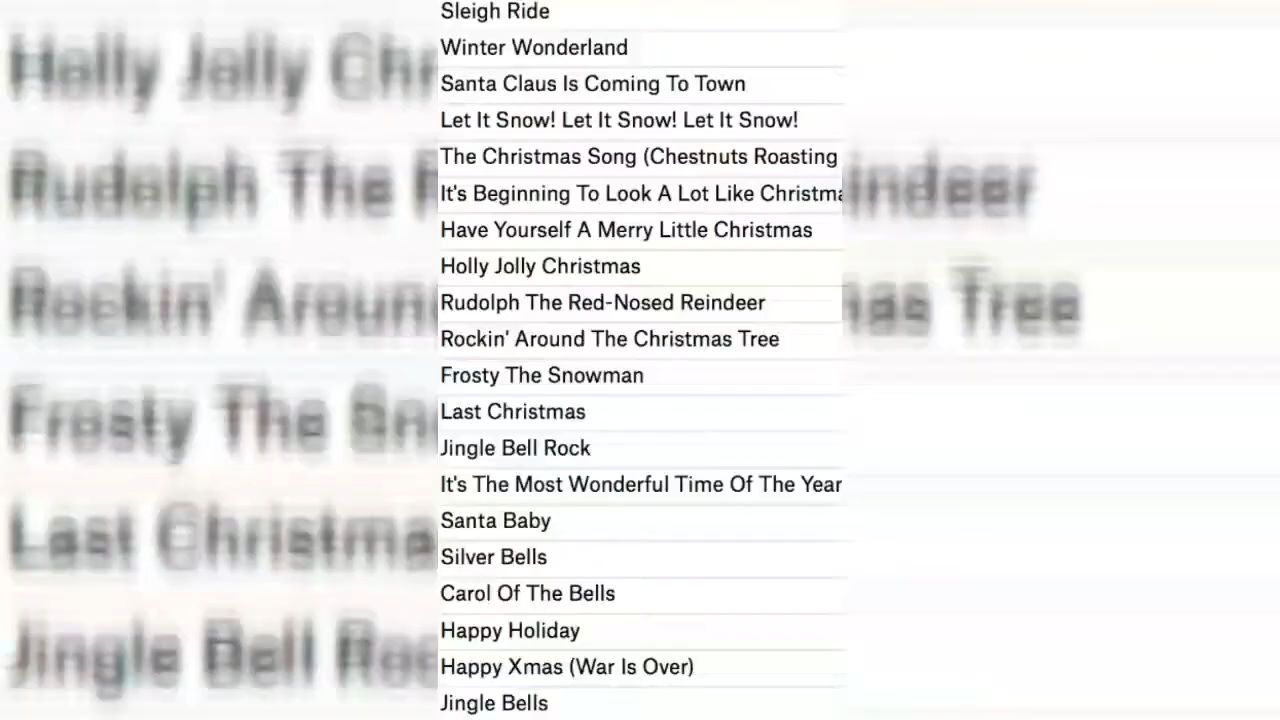 Sleigh Ride
Winter Wonderland
Santa Claus Is Coming To Town
Let It Snow! Let It Snow! Let It Snow!
The Christmas Song (Chestnuts Roasting
It's Beginning To Look A Lot Like Christma
Have Yourself A Merry Little Christmas
Holly Jolly Christmas
Rudolph The Red-Nosed Reindeer
Rockin' Around The Christmas Tree
Frosty The Snowman
Last Christmas
Jingle Bell Rock
It's The Most Wonderful Time Of The Year
Santa Baby
Silver Bells
Carol Of The Bells
Happy Holiday
Happy Xmas (War Is Over)
Jingle Bells